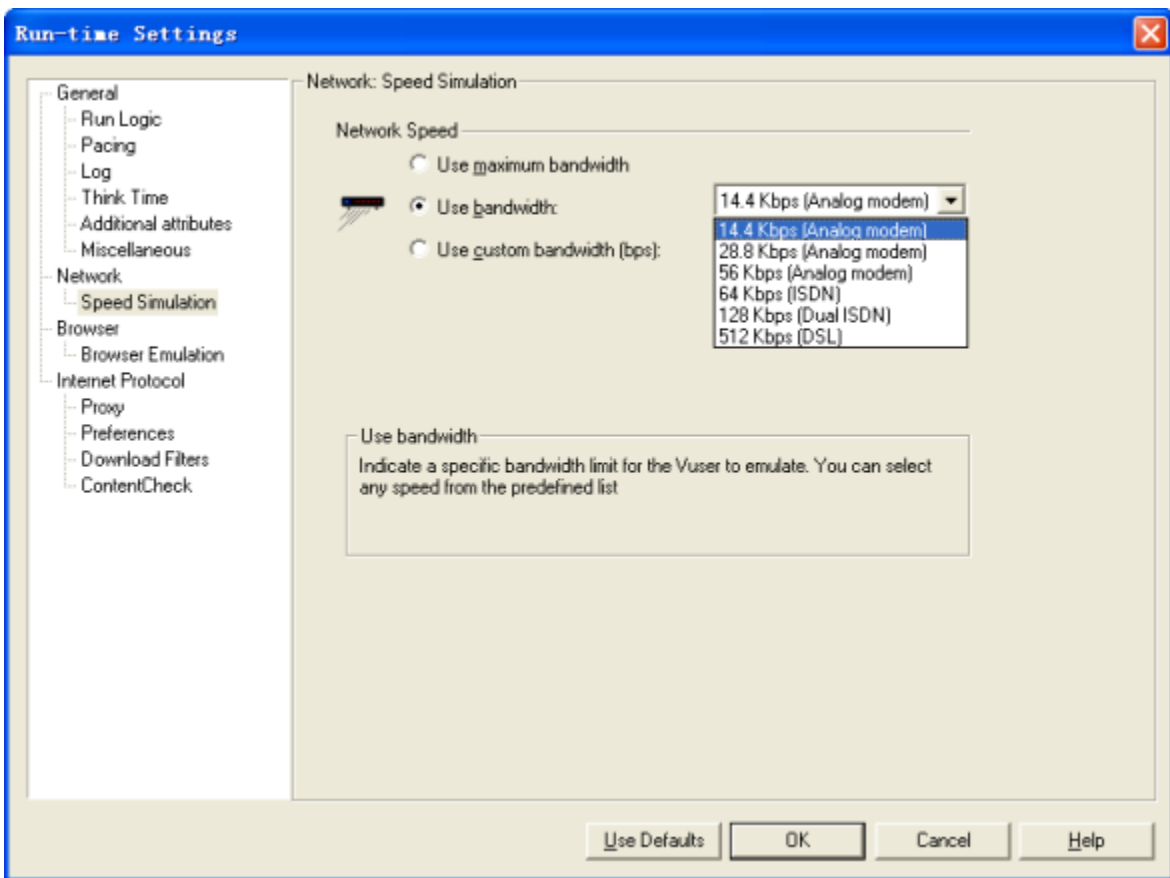 Run-time Settings
General
Run Logic
Pacing
Log
Think Time
Additional attributes
Miscellaneous
Network
Speed Simulation
Browser
Browser Emulation
Internet Protocol
Proxy
Preferences
Download Filters
ContentCheck
Network: Speed Simulation
Network Speed
Use maximum bandwidth
Use bandwidth:
14.4 Kbps (Analog modem)
14.4 Kbps (Analog modem)
28.8 Kbps (Analog modem)
56 Kbps (Analog modem)
64 Kbps (ISDN)
128 Kbps (Dual ISDN)
512 Kbps (DSL)
Use custom bandwidth (bps):
Use bandwidth
Indicate a specific bandwidth limit for the Vuser to emulate. You can select
any speed from the predefined list
Use Defaults
OK
Cancel
Help